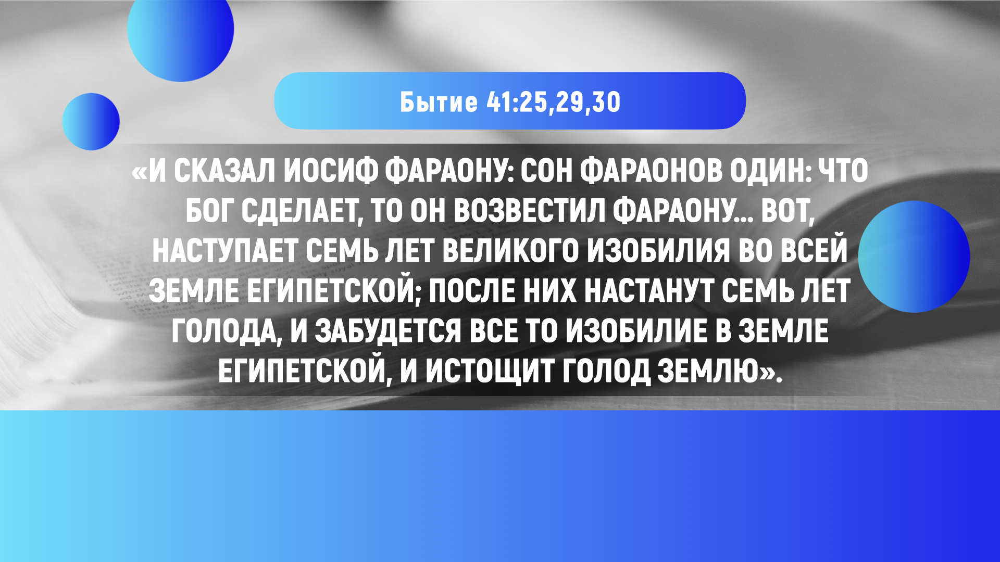 Бытие 41:25,29,30
«И СКАЗАЛ ИОСИФ ФАРАОНУ: СОН ФАРАОНОВ ОДИН: ЧТО
БОГ СДЕЛАЕТ, ТО ОН ВОЗВЕСТИЛ ФАРАОНУ... ВОТ,
НАСТУПАЕТ СЕМЬ ЛЕТ ВЕЛИКОГО ИЗОБИЛИЯ ВО ВСЕЙ
ЗЕМЛЕ ЕГИПЕТСКОЙ; ПОСЛЕ НИХ НАСТАНУТ СЕМЬ ЛЕТ
ГОЛОДА, И ЗАБУДЕТСЯ ВСЕ ТО ИЗОБИЛИЕ В ЗЕМЛЕ
ЕГИПЕТСКОЙ, И ИСТОЩИТ ГОЛОД ЗЕМЛЮ».